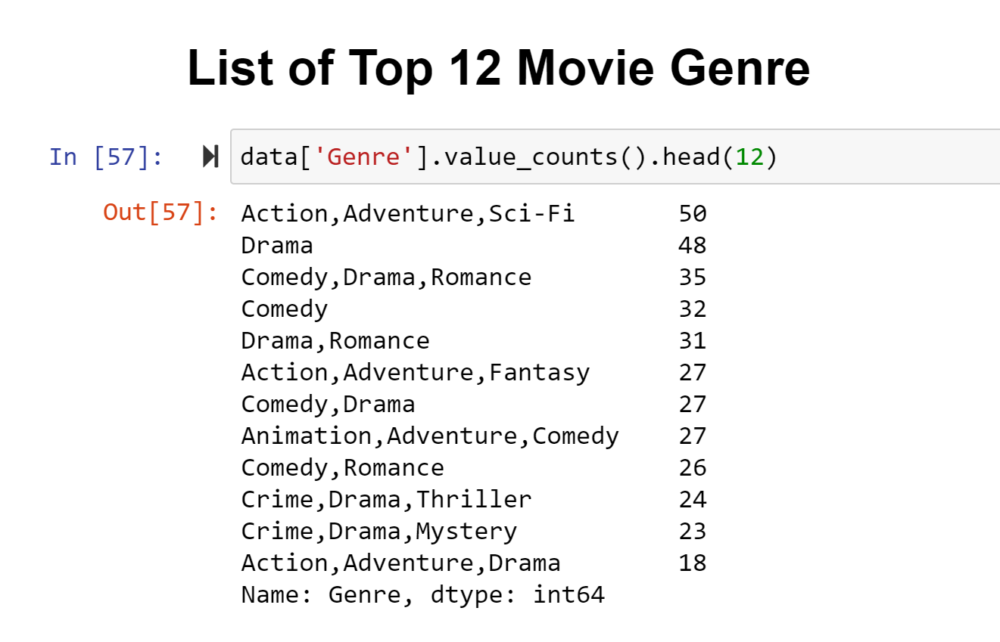 List of Top 12 Movie Genre
In [57]: data['Genre'].value_counts().head(12)
Out[57]: Action,Adventure,Sci-Fi 50
Drama 48
Comedy,Drama,Romance 35
Comedy 32
Drama,Romance 31
Action,Adventure,Fantasy 27
Comedy,Drama 27
Animation,Adventure,Comedy 27
Comedy,Romance 26
Crime,Drama,Thriller 24
Crime,Drama,Mystery 23
Action,Adventure,Drama 18
Name: Genre, dtype: int64